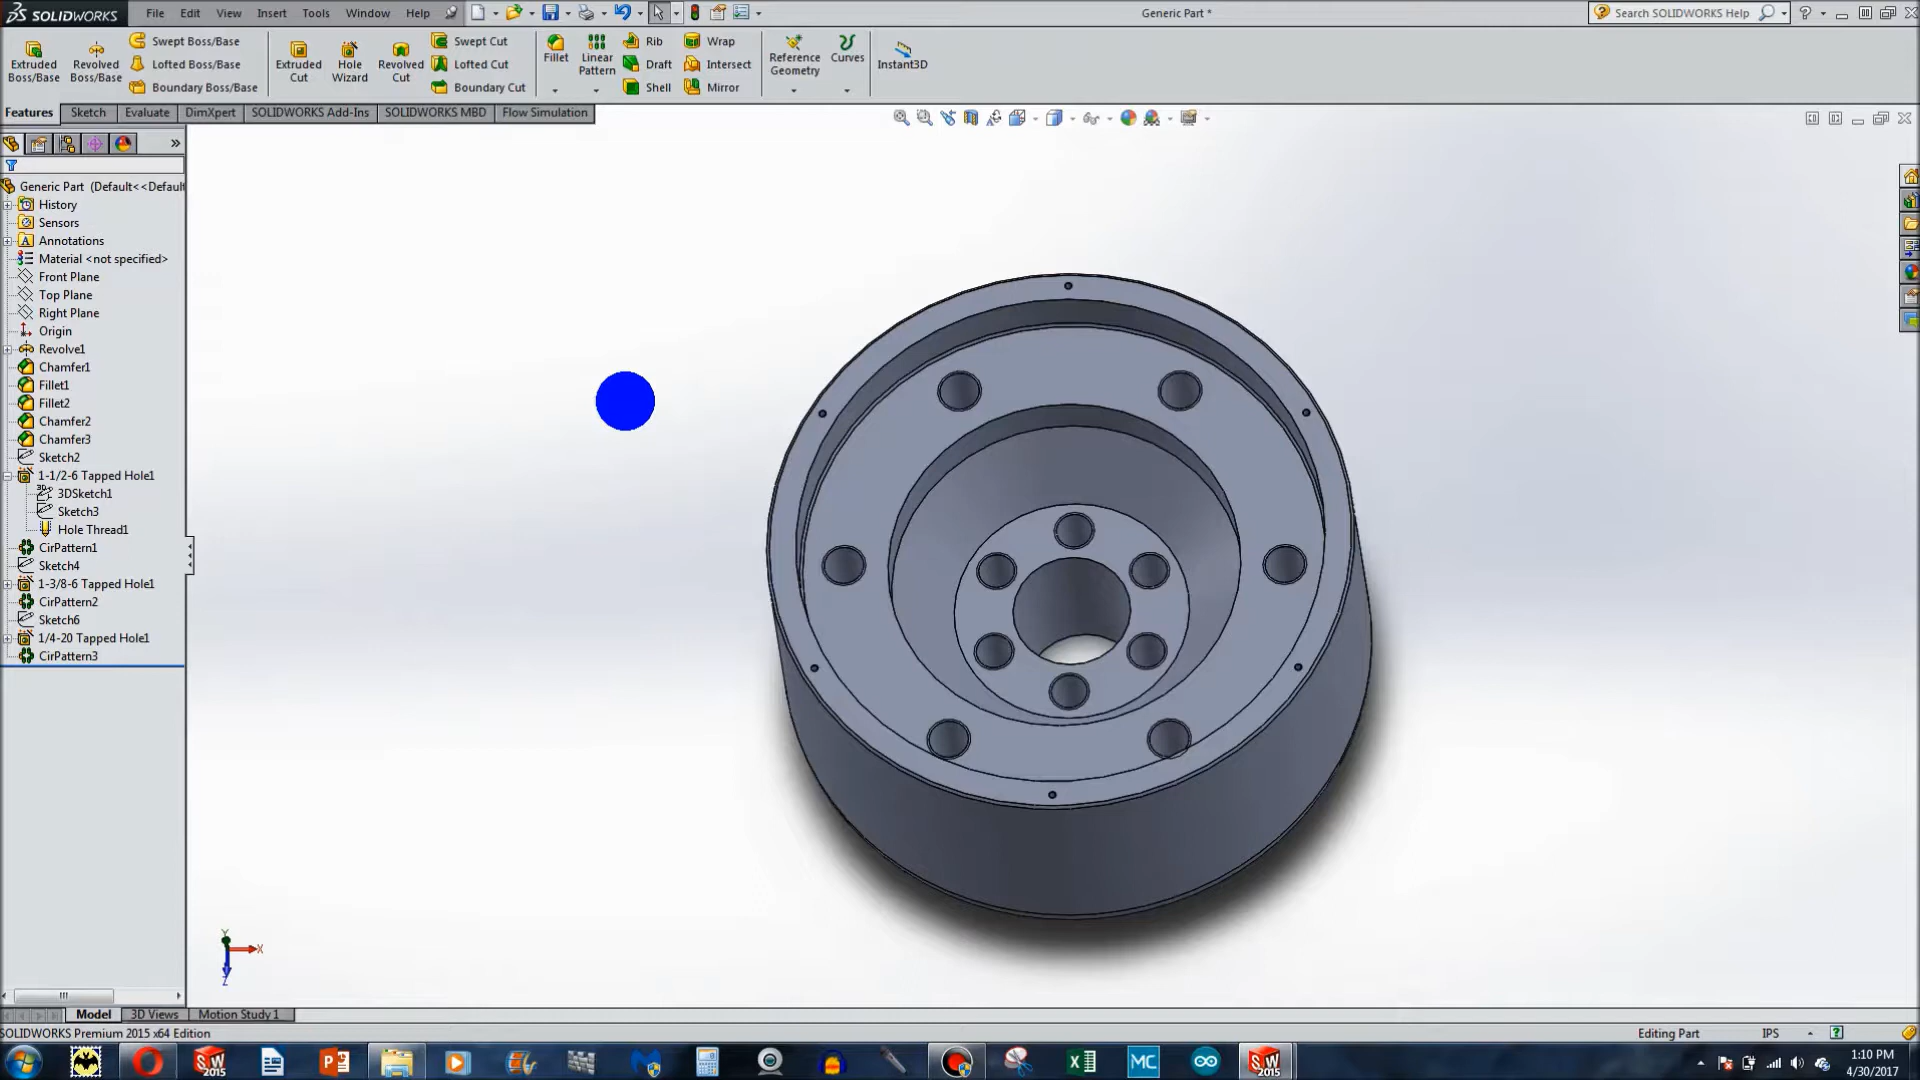 SOLIDWORKS File Edit View Insert Tools Window Help Generic Part * Search SOLIDWORKS Help
Extruded Boss/Base
Revolved Boss/Base
Swept Boss/Base
Lofted Boss/Base
Boundary Boss/Base
Extruded Cut
Hole Wizard
Revolved Cut
Swept Cut
Lofted Cut
Boundary Cut
Fillet
Linear Pattern
Rib
Draft
Shell
Wrap
Intersect
Mirror
Reference Geometry
Curves
Instant3D
Features Sketch Evaluate DimXpert SOLIDWORKS Add-Ins SOLIDWORKS MBD Flow Simulation
Generic Part (Default<<Default
History
Sensors
Annotations
Material <not specified>
Front Plane
Top Plane
Right Plane
Origin
Revolve1
Chamfer1
Fillet1
Fillet2
Chamfer2
Chamfer3
Sketch2
1-1/2-6 Tapped Hole1
3DSketch1
Sketch3
Hole Thread1
CirPattern1
Sketch4
1-3/8-6 Tapped Hole1
CirPattern2
Sketch6
1/4-20 Tapped Hole1
CirPattern3
Y
X
Z
Model 3D Views Motion Study 1
SOLIDWORKS Premium 2015 x64 Edition Editing Part IPS
SW 2015 MC SW 2015
1:10 PM
4/30/2017